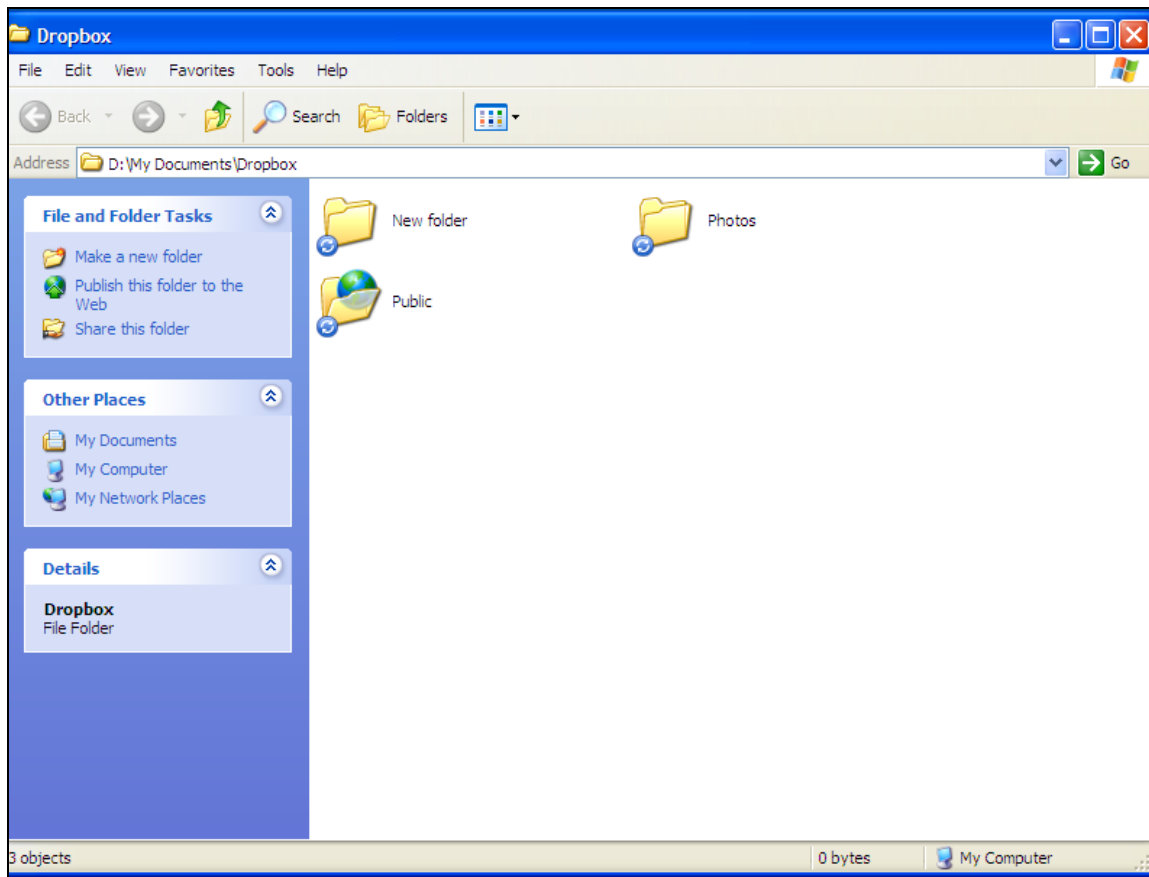 Dropbox
File Edit View Favorites Tools Help
Back Search Folders
Address D:\My Documents\Dropbox Go
File and Folder Tasks
Make a new folder
Publish this folder to the
Web
Share this folder
Other Places
My Documents
My Computer
My Network Places
Details
Dropbox
File Folder
New folder Photos
Public
3 objects 0 bytes My Computer